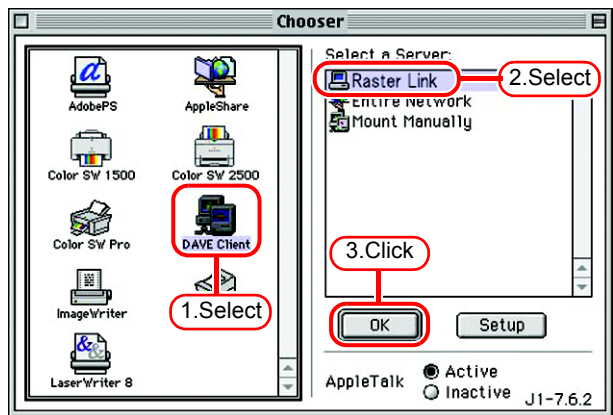 Chooser
AdobePS
AppleShare
Color SW 1500
Color SW 2500
Color SW Pro
DAVE Client
ImageWriter
1.Select
LaserWriter 8
Select a Server:
Raster Link
2.Select
Entire Network
Mount Manually
3.Click
OK
Setup
AppleTalk
Active
Inactive
J1-7.6.2